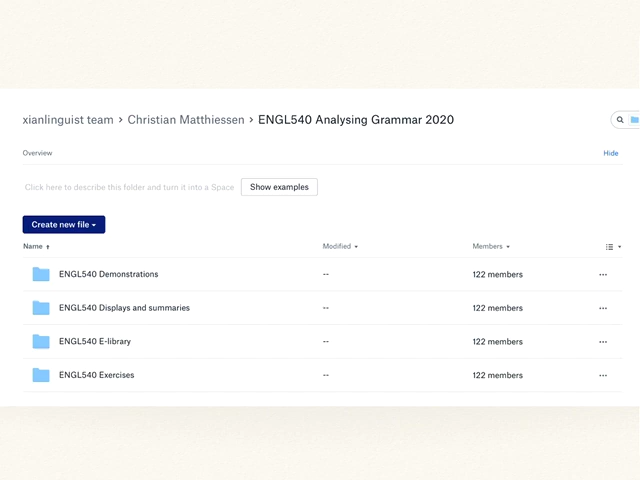 xianlinguist team > Christian Matthiessen > ENGL540 Analysing Grammar 2020
Overview Hide
Click here to describe this folder and turn it into a Space Show examples
Create new file
Name Modified Members
ENGL540 Demonstrations -- 122 members
ENGL540 Displays and summaries -- 122 members
ENGL540 E-library -- 122 members
ENGL540 Exercises -- 122 members